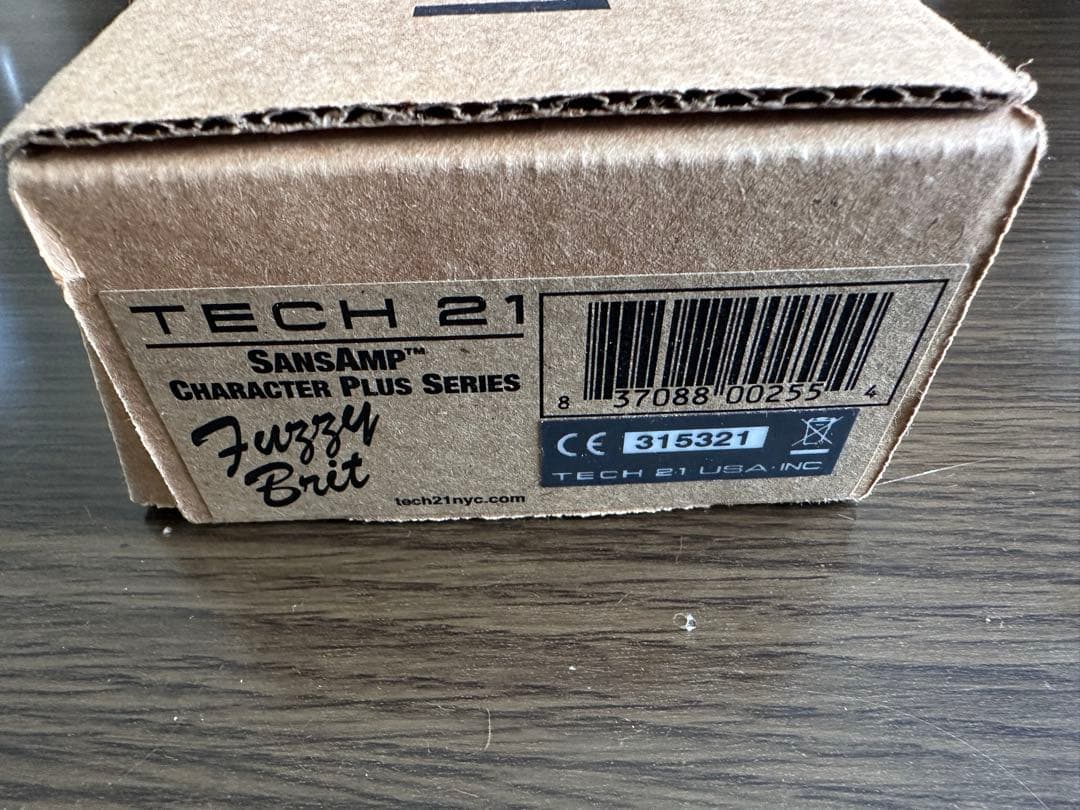 TECH 21
SANSAMP™
CHARACTER PLUS SERIES
Fuzzy
Brit
tech21nyc.com
8 37088 00255 4
CE 315321
TECH 21 USA·INC